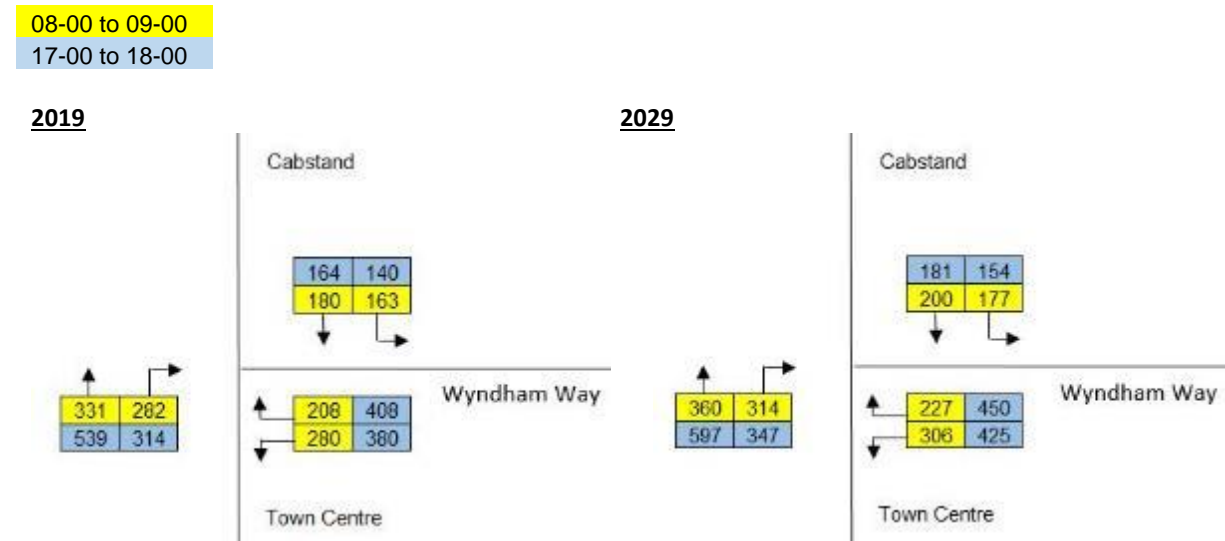 08-00 to 09-00
17-00 to 18-00
2019
Cabstand
164 140
180 163
331 282
539 314
208 408
280 380
Wyndham Way
Town Centre
2029
Cabstand
181 154
200 177
360 314
597 347
227 450
306 425
Wyndham Way
Town Centre